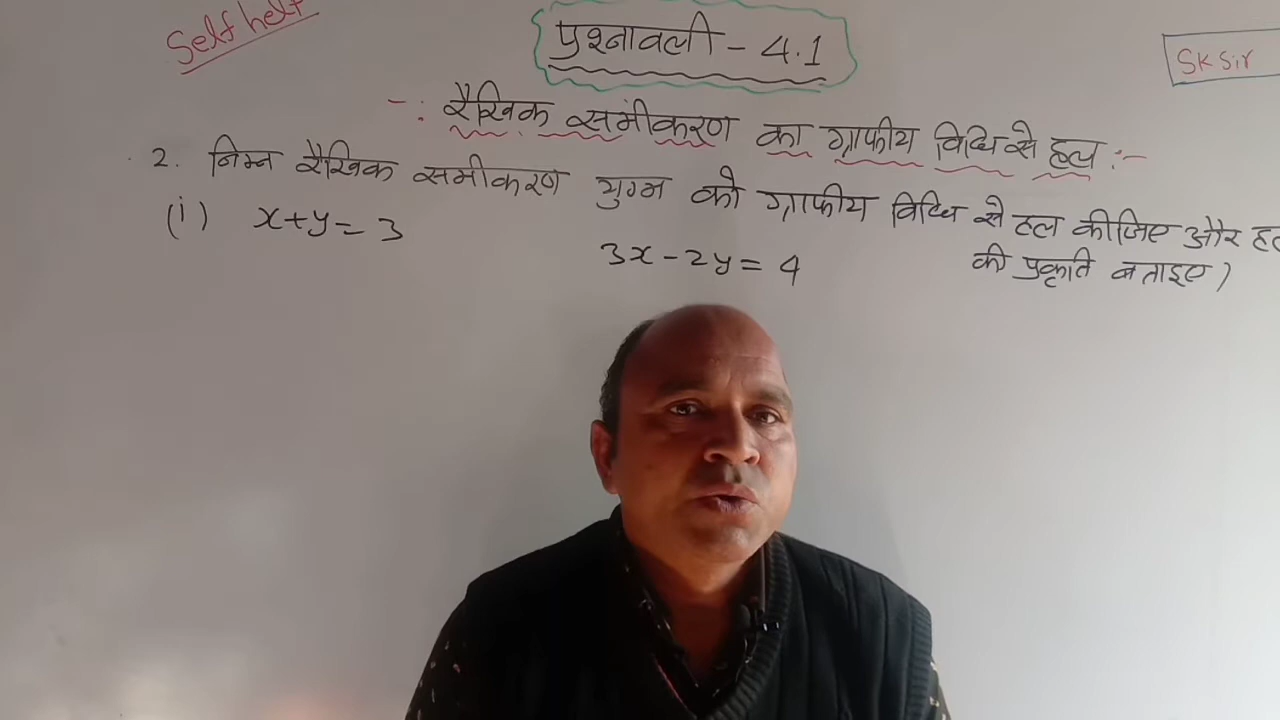 Self help
प्रश्नावली - 4.1
SK Sir
-: रैखिक समीकरण का ग्राफीय विधि से हल :-
2. निम्न रैखिक समीकरण युग्म को ग्राफीय विधि से हल कीजिए और
की प्रकृति बताइए)
(i) x+y=3
3x-2y=4